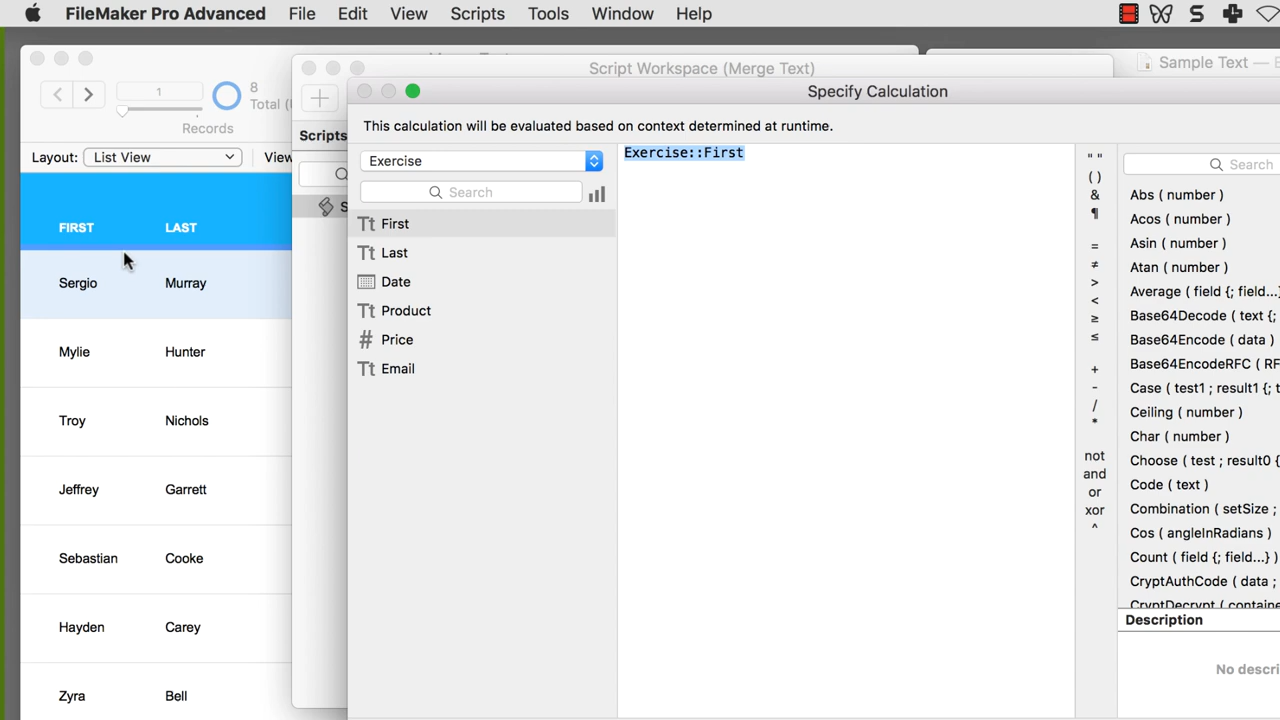 FileMaker Pro Advanced File Edit View Scripts Tools Window Help
Script Workspace (Merge Text)
Sample Text —
Specify Calculation
1
8
Total
Records
Scripts
This calculation will be evaluated based on context determined at runtime.
Layout: List View View
Exercise
Search
First
Last
Date
Product
Price
Email
Exercise::First
" "
( )
&
¶
=
≠
>
<
≥
≤
+
-
/
*
not
and
or
xor
^
Search
Abs ( number )
Acos ( number )
Asin ( number )
Atan ( number )
Average ( field {; field...}
Base64Decode ( text {;
Base64Encode ( data )
Base64EncodeRFC ( RF
Case ( test1 ; result1 {; t
Ceiling ( number )
Char ( number )
Choose ( test ; result0 {
Code ( text )
Combination ( setSize ;
Cos ( angleInRadians )
Count ( field {; field...} )
CryptAuthCode ( data ;
CryptDecrypt ( containe
Description
No descri
FIRST LAST
Sergio Murray
Mylie Hunter
Troy Nichols
Jeffrey Garrett
Sebastian Cooke
Hayden Carey
Zyra Bell